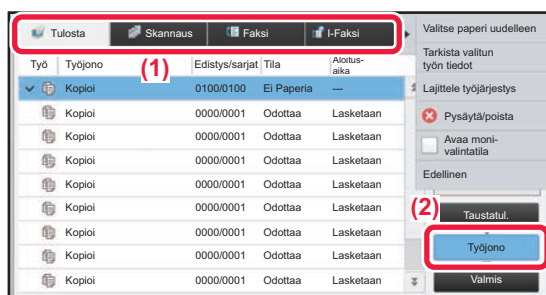 Tulosta Skannaus Faksi I-Faksi
Työ Työjono (1) Edistys/sarjat Tila Aloitus-
aika
Kopioi 0100/0100 Ei Paperia ---
Kopioi 0000/0001 Odottaa Lasketaan
Kopioi 0000/0001 Odottaa Lasketaan
Kopioi 0000/0001 Odottaa Lasketaan
Kopioi 0000/0001 Odottaa Lasketaan
Kopioi 0000/0001 Odottaa Lasketaan
Kopioi 0000/0001 Odottaa Lasketaan
Kopioi 0000/0001 Odottaa Lasketaan
Kopioi 0000/0001 Odottaa Lasketaan
Valitse paperi uudelleen
Tarkista valitun
työn tiedot
Lajittele työjärjestys
Pysäytä/poista
Avaa moni-
valintatila
Edellinen
(2)
Taustatul.
Työjono
Valmis